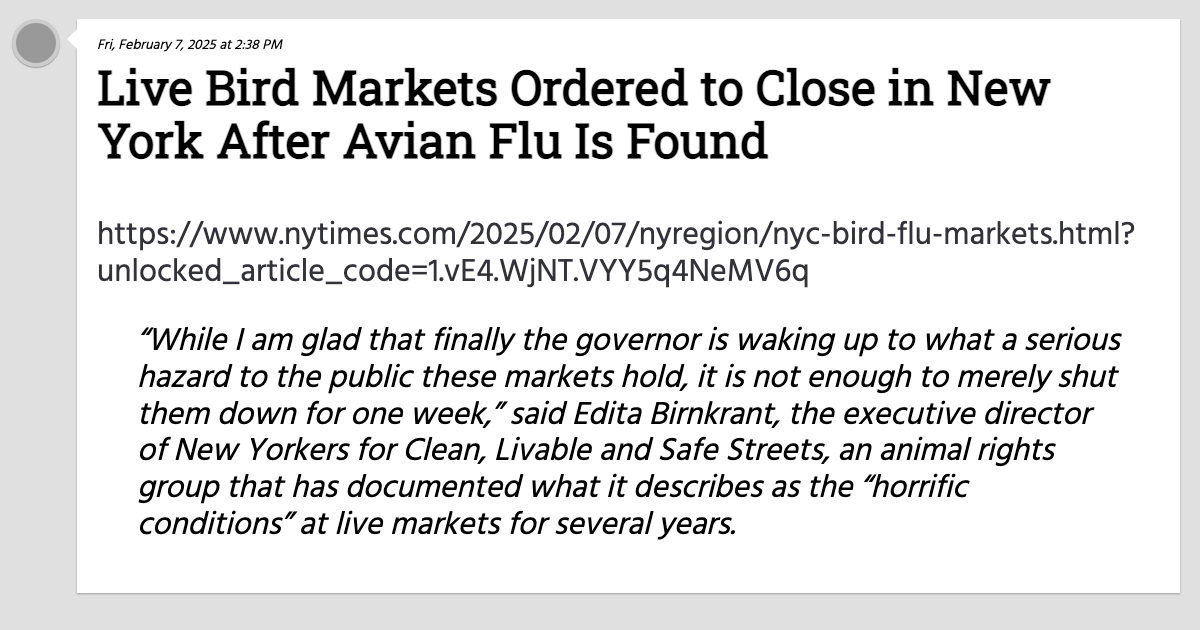 Fri, February 7, 2025 at 2:38 PM
Live Bird Markets Ordered to Close in New
York After Avian Flu Is Found
https://www.nytimes.com/2025/02/07/nyregion/nyc-bird-flu-markets.html?
unlocked_article_code=1.vE4.WjNT.VYY5q4NeMV6q
“While I am glad that finally the governor is waking up to what a serious
hazard to the public these markets hold, it is not enough to merely shut
them down for one week,” said Edita Birnkrant, the executive director
of New Yorkers for Clean, Livable and Safe Streets, an animal rights
group that has documented what it describes as the “horrific
conditions” at live markets for several years.